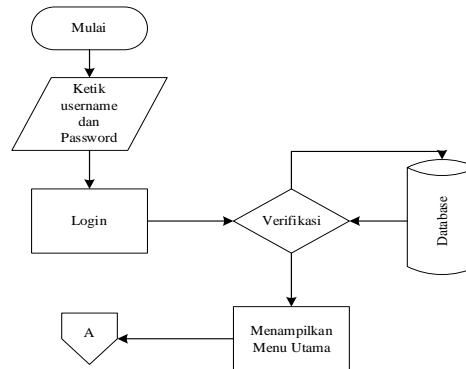 Mulai
Ketik
username
dan
Password
Login
Verifikasi
Database
A
Menampilkan
Menu Utama